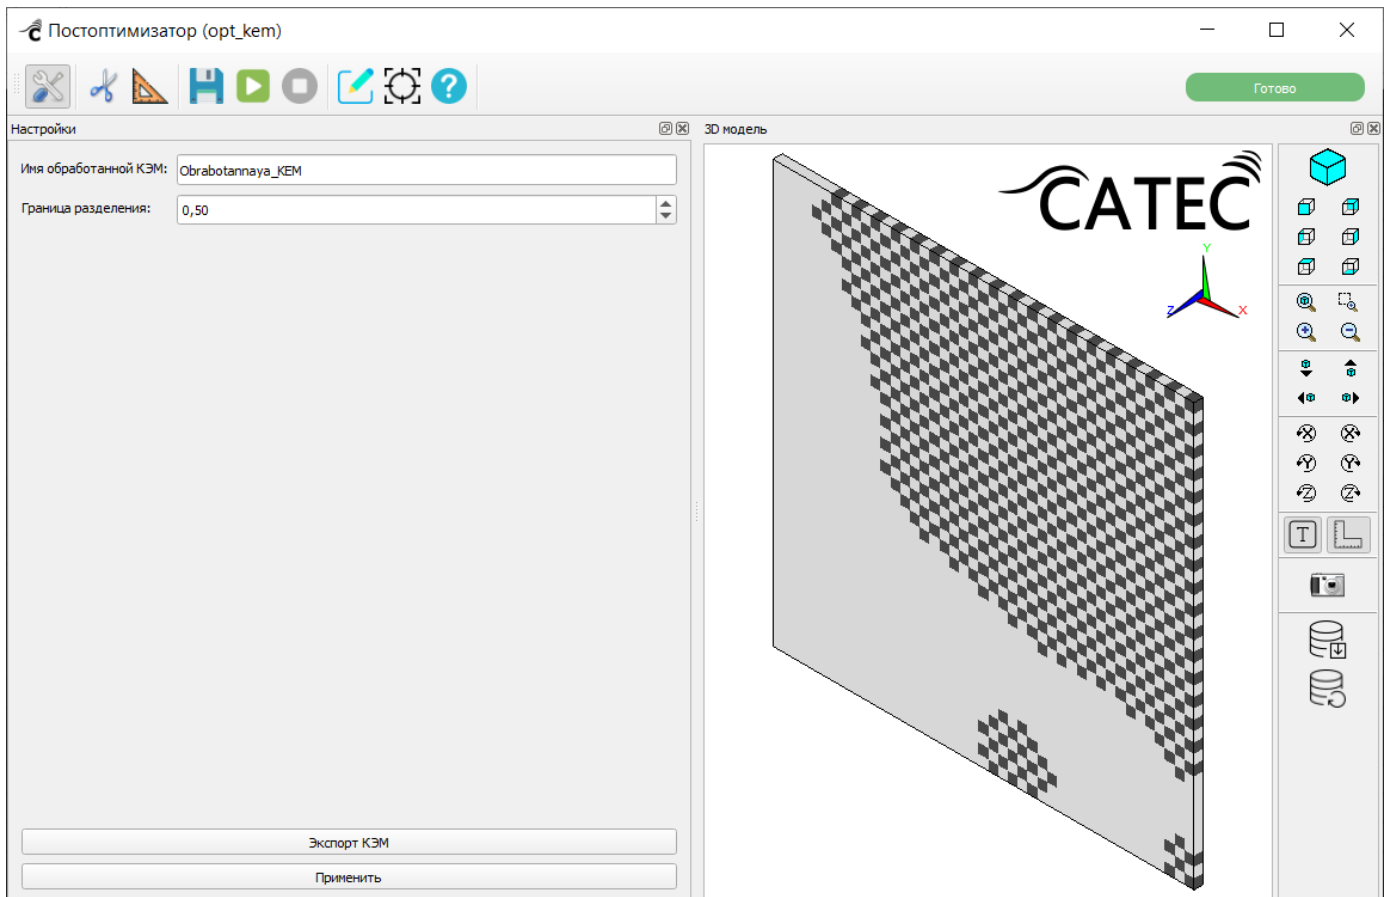 Постоптимизатор (opt_kem)
Готово
Настройки
3D модель
Имя обработанной КЭМ: Obrabotannaya_KEM
Граница разделения: 0,50
CATEC
Y
Z
X
X X
Y Y
Z Z
T
Экспорт КЭМ
Применить